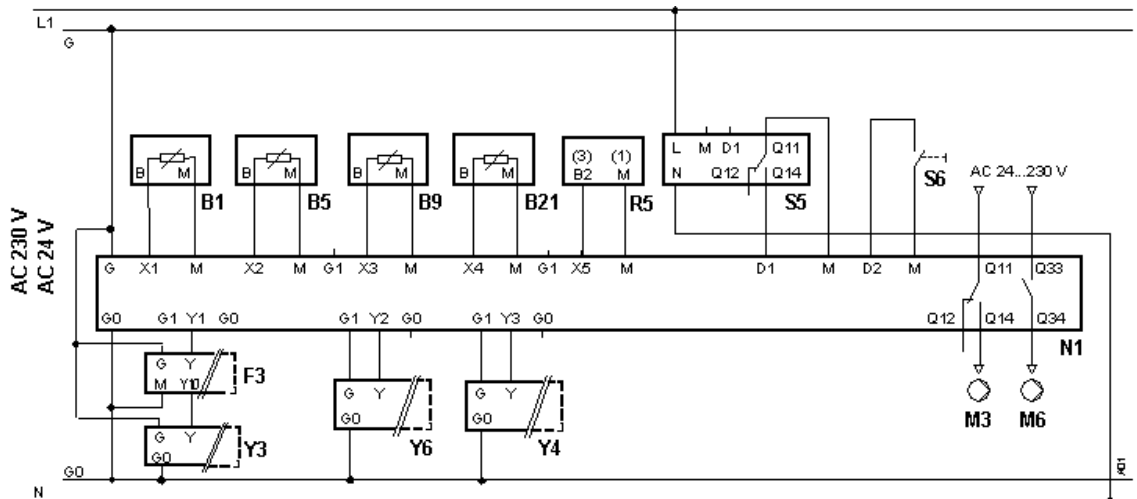 L1
G
AC 230 V
AC 24 V
B M
B1
B M
B5
B M
B9
B M
B21
(3) (1)
B2 M
R5
L M D1 Q11
N Q12 Q14
S5
S6
AC 24...230 V
G X1 M X2 M G1 X3 M X4 M G1 X5 M D1 M D2 M Q11 Q33
G0 G1 Y1 G0 G1 Y2 G0 G1 Y3 G0 Q12 Q14 Q34
N1
G Y
M Y10
F3
G Y
G0
Y3
G Y
G0
Y6
G Y
G0
Y4
M3
M6
G0
N